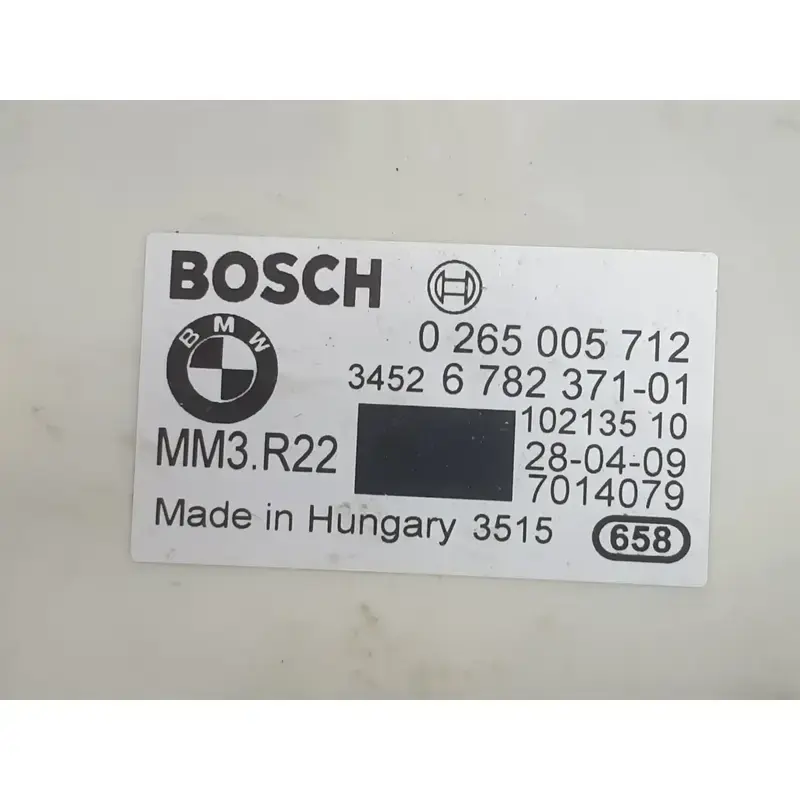 BOSCH
BMW
0 265 005 712
3452 6 782 371-01
102135 10
MM3.R22
28-04-09
7014079
Made in Hungary 3515
658